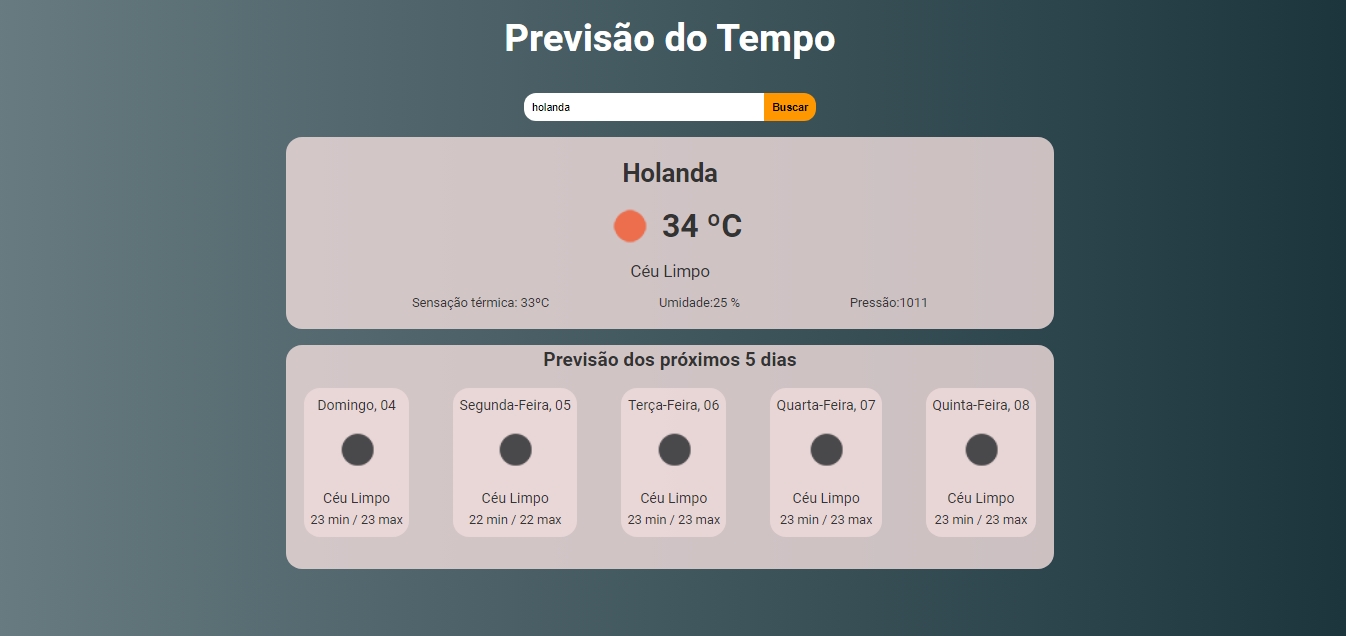 Previsão do Tempo
holanda Buscar
Holanda
34 ºC
Céu Limpo
Sensação térmica: 33ºC Umidade:25 % Pressão:1011
Previsão dos próximos 5 dias
Domingo, 04 Segunda-Feira, 05 Terça-Feira, 06 Quarta-Feira, 07 Quinta-Feira, 08
Céu Limpo Céu Limpo Céu Limpo Céu Limpo Céu Limpo
23 min / 23 max 22 min / 22 max 23 min / 23 max 23 min / 23 max 23 min / 23 max